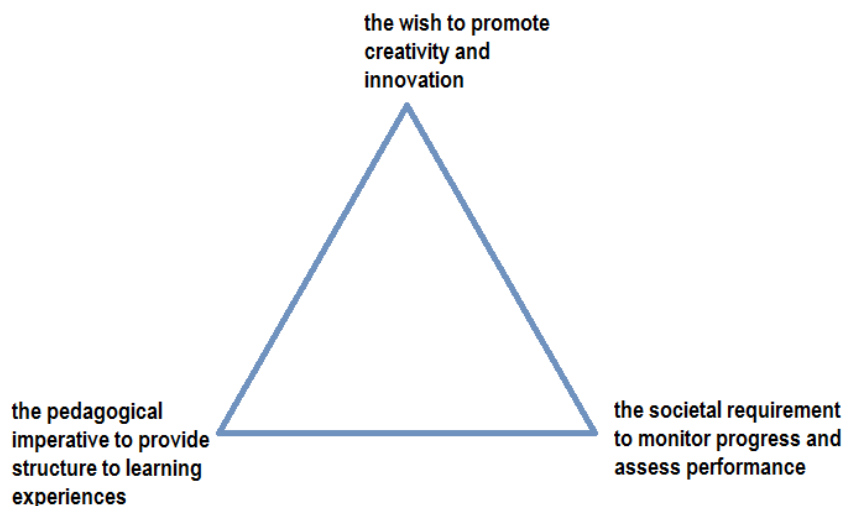 the wish to promote
creativity and
innovation
the pedagogical
imperative to provide
structure to learning
experiences
the societal requirement
to monitor progress and
assess performance